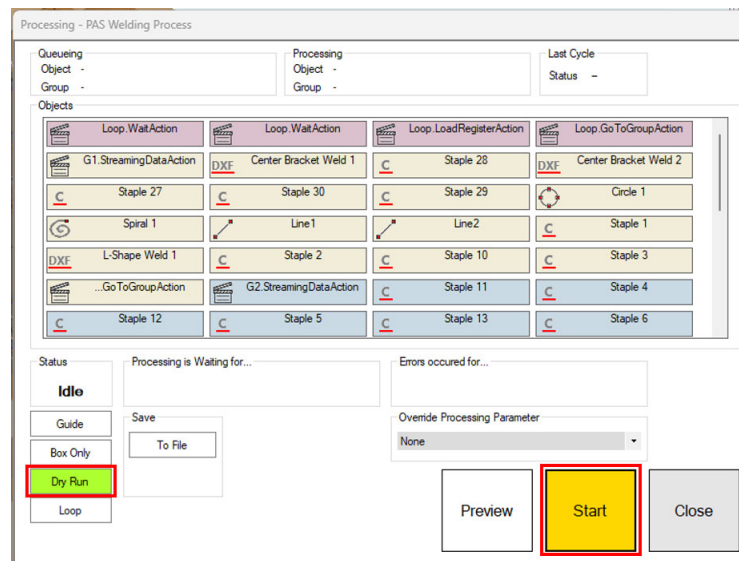 Processing - PAS Welding Process
Queueing
Object -
Group -
Processing
Object -
Group -
Last Cycle
Status –
Objects
Loop.WaitAction
Loop.WaitAction
Loop.LoadRegisterAction
Loop.GoToGroupAction
G1.StreamingDataAction
DXF Center Bracket Weld 1
C Staple 28
DXF Center Bracket Weld 2
C Staple 27
C Staple 30
C Staple 29
Circle 1
Spiral 1
Line1
Line2
C Staple 1
DXF L-Shape Weld 1
C Staple 2
C Staple 10
C Staple 3
...GoToGroupAction
G2.StreamingDataAction
C Staple 11
C Staple 4
C Staple 12
C Staple 5
C Staple 13
C Staple 6
Status
Idle
Processing is Waiting for...
Errors occured for...
Guide
Box Only
Dry Run
Loop
Save
To File
Override Processing Parameter
None
Preview
Start
Close